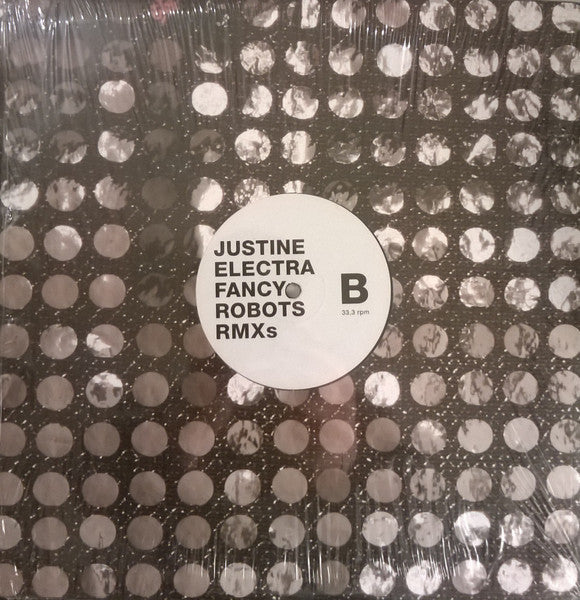 JUSTINE
ELECTRA
FANCY
ROBOTS
RMXs
B
33,3 rpm